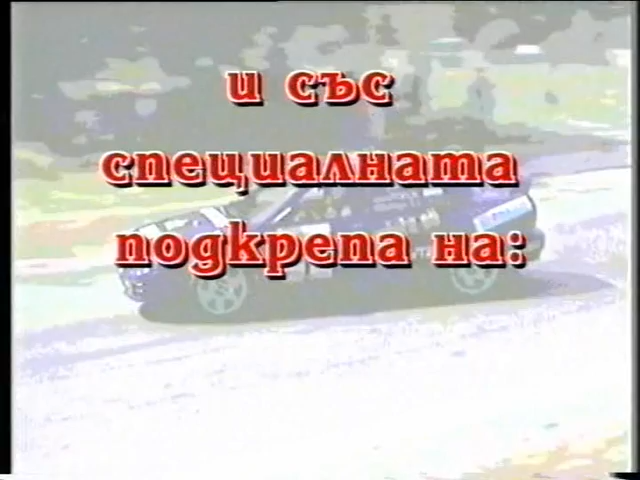 и със
специалната
подкрепа на: